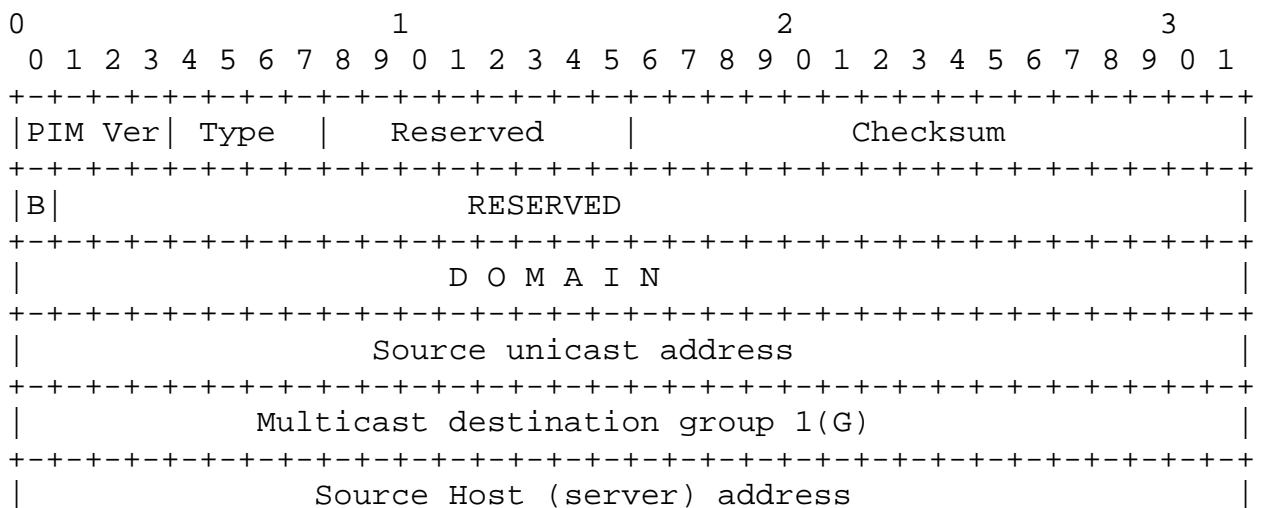 0                   1                   2                   3
 0 1 2 3 4 5 6 7 8 9 0 1 2 3 4 5 6 7 8 9 0 1 2 3 4 5 6 7 8 9 0 1
+-+-+-+-+-+-+-+-+-+-+-+-+-+-+-+-+-+-+-+-+-+-+-+-+-+-+-+-+-+-+-+-+
|PIM Ver| Type  |   Reserved    |           Checksum            |
+-+-+-+-+-+-+-+-+-+-+-+-+-+-+-+-+-+-+-+-+-+-+-+-+-+-+-+-+-+-+-+-+
|B|                     RESERVED                                |
+-+-+-+-+-+-+-+-+-+-+-+-+-+-+-+-+-+-+-+-+-+-+-+-+-+-+-+-+-+-+-+-+
|                      D O M A I N                              |
+-+-+-+-+-+-+-+-+-+-+-+-+-+-+-+-+-+-+-+-+-+-+-+-+-+-+-+-+-+-+-+-+
|                  Source unicast address                       |
+-+-+-+-+-+-+-+-+-+-+-+-+-+-+-+-+-+-+-+-+-+-+-+-+-+-+-+-+-+-+-+-+
|            Multicast destination group 1(G)                   |
+-+-+-+-+-+-+-+-+-+-+-+-+-+-+-+-+-+-+-+-+-+-+-+-+-+-+-+-+-+-+-+-+
|               Source Host (server) address                    |